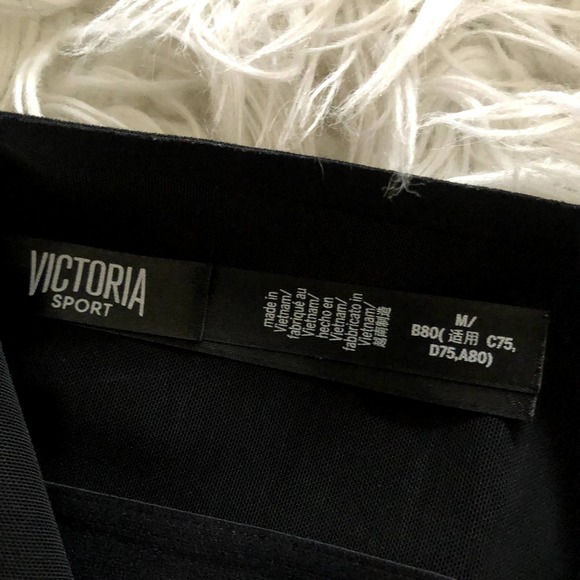 VICTORIA
SPORT
made in
Vietnam/
fabriqué au
Vietnam/
hecho en
Vietnam/
fabbricato in
Vietnam/
越南制造
M/
B80( 适用 C75,
D75,A80)